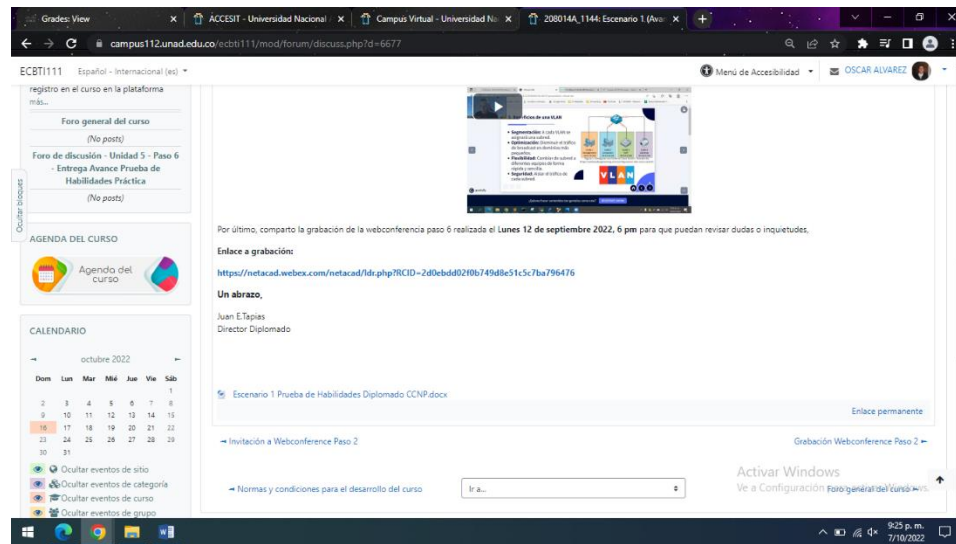 Grades: View
ACCESIT - Universidad Nacional
Campus Virtual - Universidad Na
208014A_1144: Escenario 1 (Avan
campus112.unad.edu.co/ecbti111/mod/forum/discuss.php?d=6677
ECBTI111 Español - Internacional (es)
Menú de Accesibilidad
OSCAR ALVAREZ
registro en el curso en la plataforma
más...
Foro general del curso
(No posts)
Foro de discusión - Unidad 5 - Paso 6
- Entrega Avance Prueba de
Habilidades Práctica
(No posts)
Ocultar bloques
AGENDA DEL CURSO
Agenda del
curso
CALENDARIO
octubre 2022
Dom Lun Mar Mié Jue Vie Sáb
1
2 3 4 5 6 7 8
9 10 11 12 13 14 15
16 17 18 19 20 21 22
23 24 25 26 27 28 29
30 31
Ocultar eventos de sitio
Ocultar eventos de categoría
Ocultar eventos de curso
Ocultar eventos de grupo
de una VLAN
VLAN
Por último, comparto la grabación de la webconferencia paso 6 realizada el Lunes 12 de septiembre 2022, 6 pm para que puedan revisar dudas o inquietudes,
Enlace a grabación:
https://netacad.webex.com/netacad/ldr.php?RCID=2d0ebdd02f0b749d8e51c5c7ba796476
Un abrazo,
Juan E.Tapias
Director Diplomado
Escenario 1 Prueba de Habilidades Diplomado CCNP.docx
Enlace permanente
Invitación a Webconference Paso 2
Grabación Webconference Paso 2
Normas y condiciones para el desarrollo del curso
Ir a...
Foro general del curso
Activar Windows
Ve a Configuración
9:25 p. m.
7/10/2022